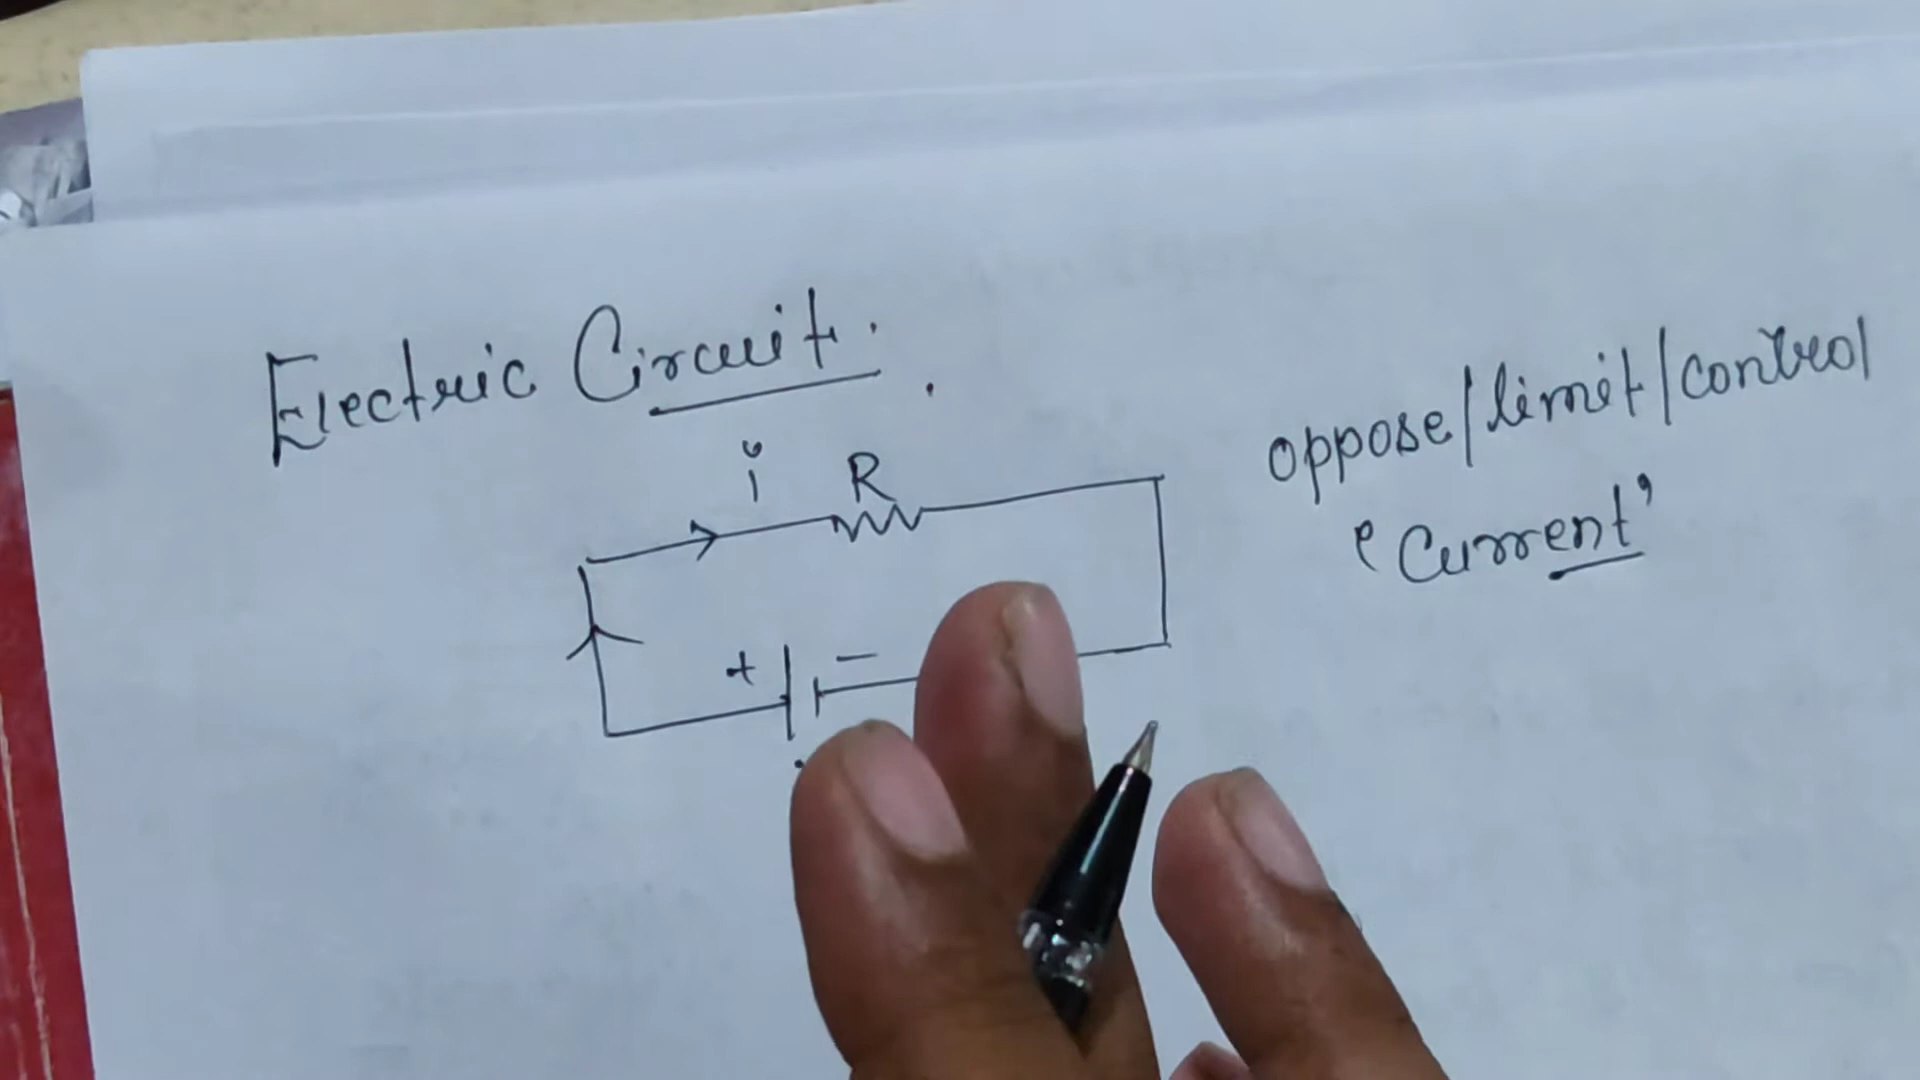 Electric Circuit.
i R
+ −
oppose/limit/control
'Current'